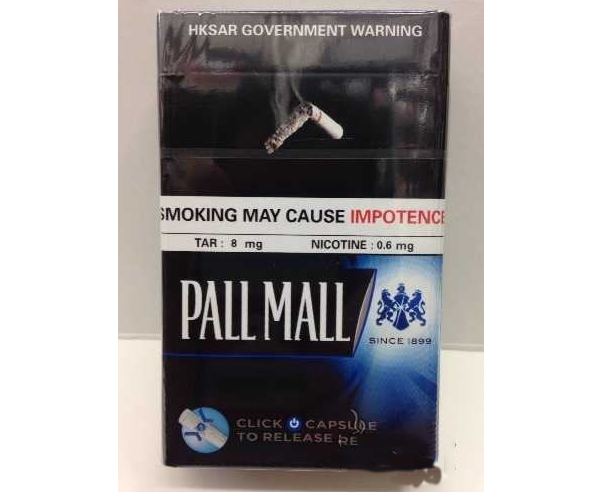 HKSAR GOVERNMENT WARNING
SMOKING MAY CAUSE IMPOTENCE
TAR : 8 mg NICOTINE : 0.6 mg
PALL MALL
SINCE 1899
CLICK CAPSULE
TO RELEASE